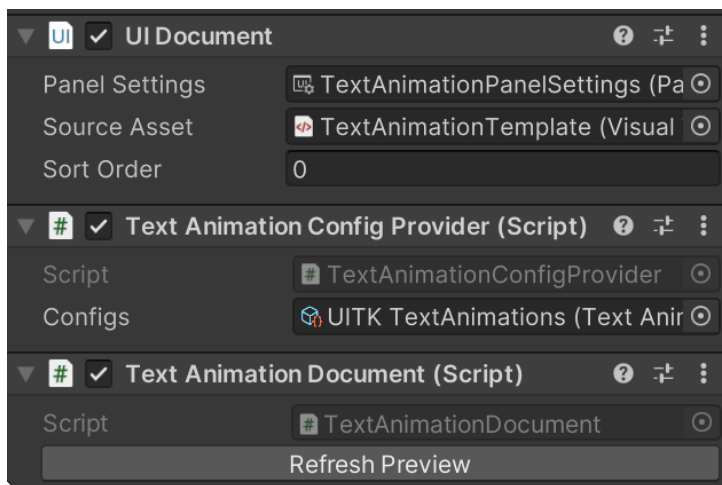 UI Document
Panel Settings TextAnimationPanelSettings (Pa
Source Asset TextAnimationTemplate (Visual
Sort Order 0
# Text Animation Config Provider (Script)
Script # TextAnimationConfigProvider
Configs UITK TextAnimations (Text Anir
# Text Animation Document (Script)
Script # TextAnimationDocument
Refresh Preview